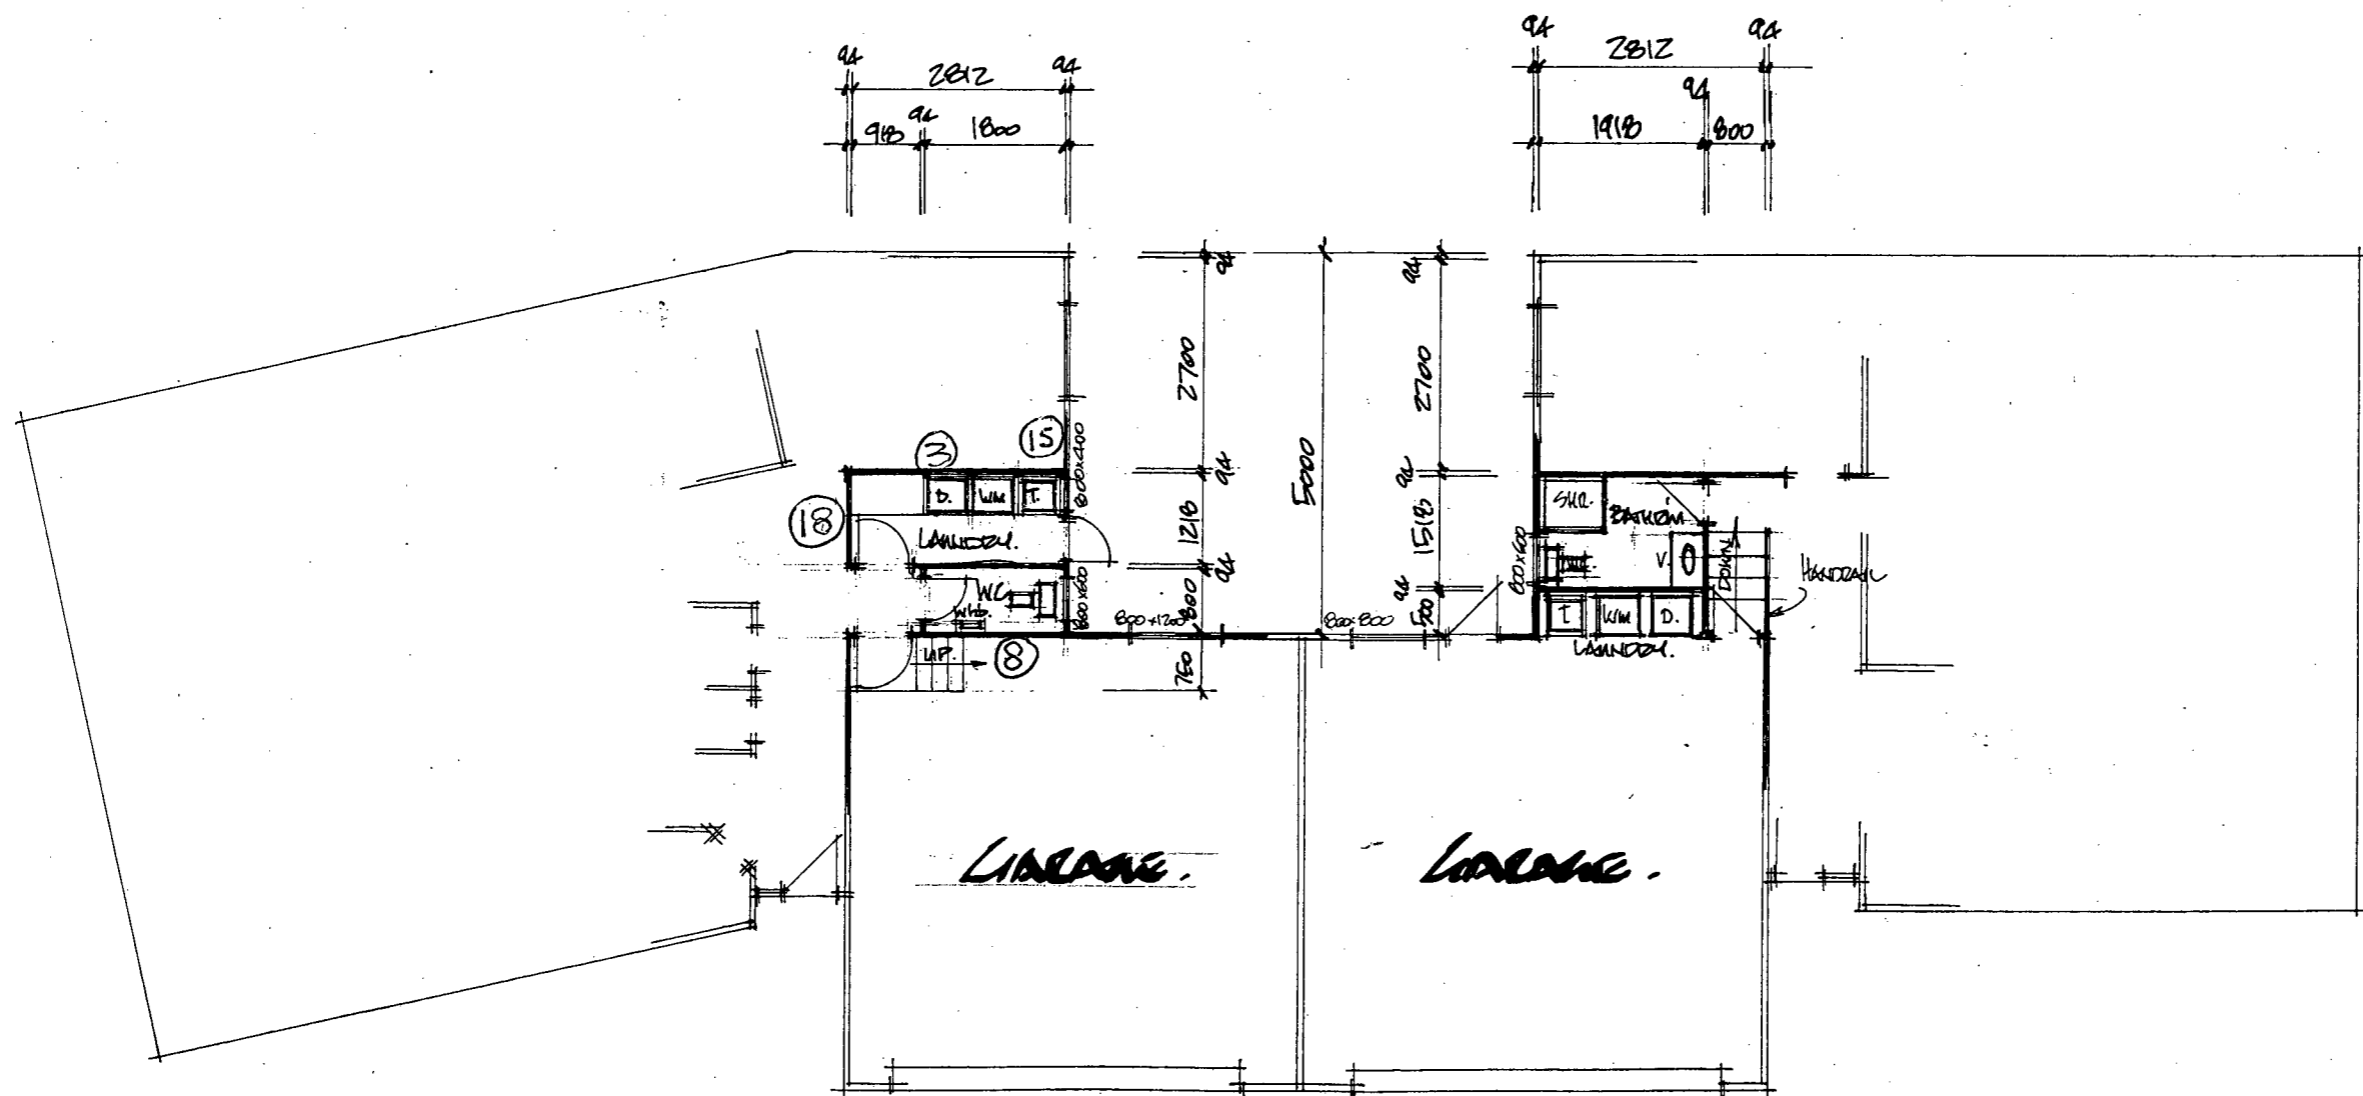 94
2812
94
94
2812
94
918
94
1800
1918
94
800
94
94
2700
5000
2700
3
15
800x400
94
94
18
D.
WM
T.
SHR.
BATHRM
LAUNDRY.
1218
1518
800x600
V.
DOWN
HANDRAIL
94
94
WC
Whb.
800x600
800
800x1200
800x800
500
T
WM
D.
UP.
8
760
LAUNDRY.
GARAGE.
GARAGE.